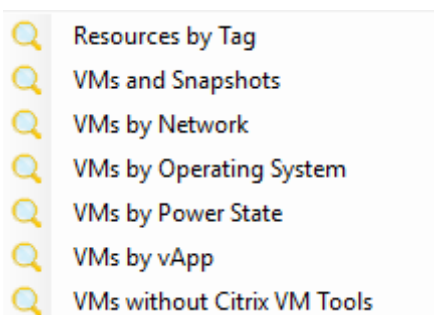 Resources by Tag
VMs and Snapshots
VMs by Network
VMs by Operating System
VMs by Power State
VMs by vApp
VMs without Citrix VM Tools